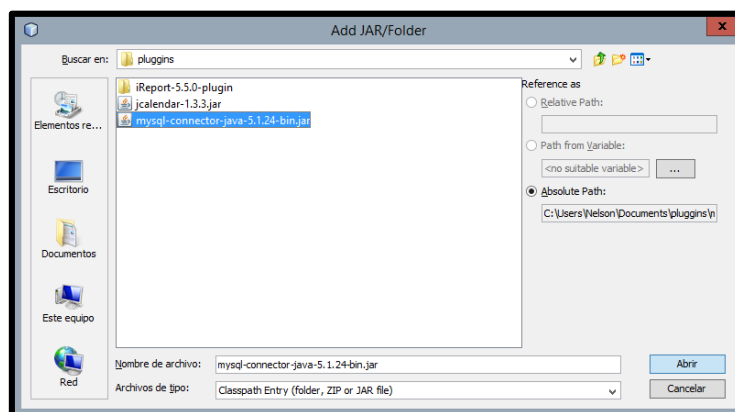 Add JAR/Folder
x
Buscar en:
pluggins
Elementos re...
Escritorio
Documentos
Este equipo
Red
iReport-5.5.0-plugin
jcalendar-1.3.3.jar
mysql-connector-java-5.1.24-bin.jar
Reference as
Relative Path:
Path from Variable:
<no suitable variable>
...
Absolute Path:
C:\Users\Nelson\Documents\pluggins\n
Nombre de archivo:
mysql-connector-java-5.1.24-bin.jar
Abrir
Archivos de tipo:
Classpath Entry (folder, ZIP or JAR file)
Cancelar